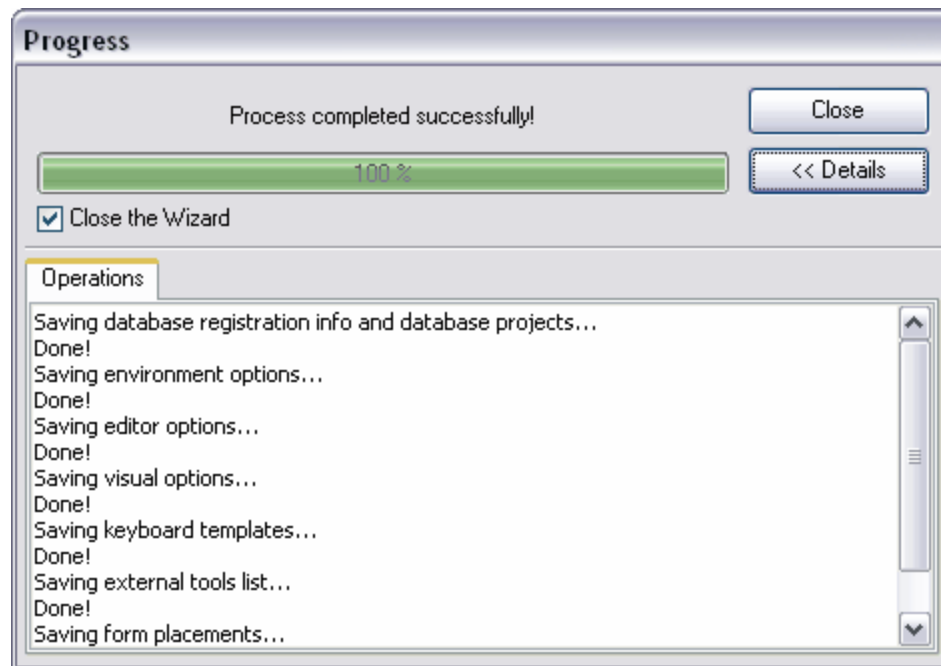 Progress
Process completed successfully!
Close
100 %
<< Details
Close the Wizard
Operations
Saving database registration info and database projects...
Done!
Saving environment options...
Done!
Saving editor options...
Done!
Saving visual options...
Done!
Saving keyboard templates...
Done!
Saving external tools list...
Done!
Saving form placements...